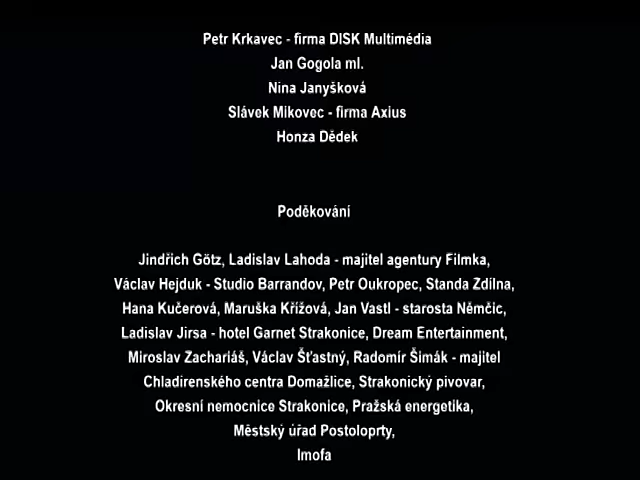 Petr Krkavec - firma DISK Multimédia
Jan Gogola ml.
Nina Janyšková
Slávek Mikovec - firma Axius
Honza Dědek
Poděkování
Jindřich Götz, Ladislav Lahoda - majitel agentury Filmka,
Václav Hejduk - Studio Barrandov, Petr Oukropec, Standa Zdílna,
Hana Kučerová, Maruška Křížová, Jan Vastl - starosta Němčic,
Ladislav Jirsa - hotel Garnet Strakonice, Dream Entertainment,
Miroslav Zachariáš, Václav Šťastný, Radomír Šimák - majitel
Chladírenského centra Domažlice, Strakonický pivovar,
Okresní nemocnice Strakonice, Pražská energetika,
Městský úřad Postoloprty,
Imofa